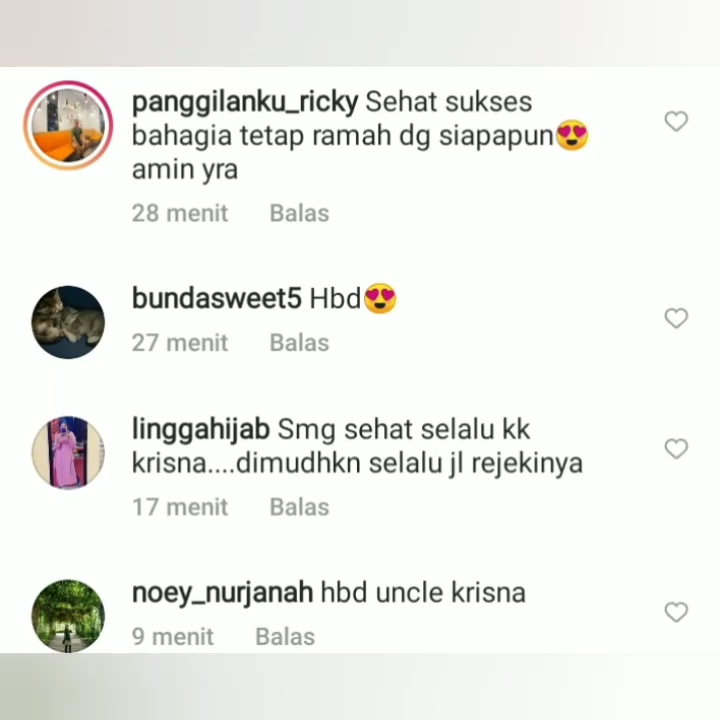 panggilanku_ricky Sehat sukses
bahagia tetap ramah dg siapapun😍
amin yra
28 menit Balas
bundasweet5 Hbd😍
27 menit Balas
linggahijab Smg sehat selalu kk
krisna....dimudhkn selalu jl rejekinya
17 menit Balas
noey_nurjanah hbd uncle krisna
9 menit Balas